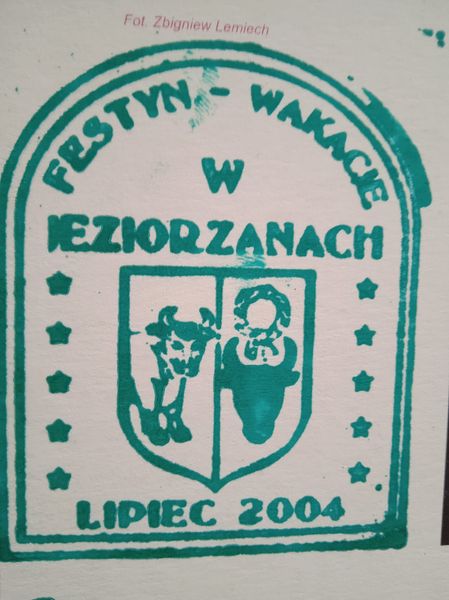 Fot. Zbigniew Lemiech
FESTYN - WAKACJE
W
JEZIORZANACH
LIPIEC 2004